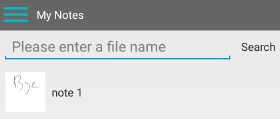 My Notes
Please enter a file name Search
Bye
note 1